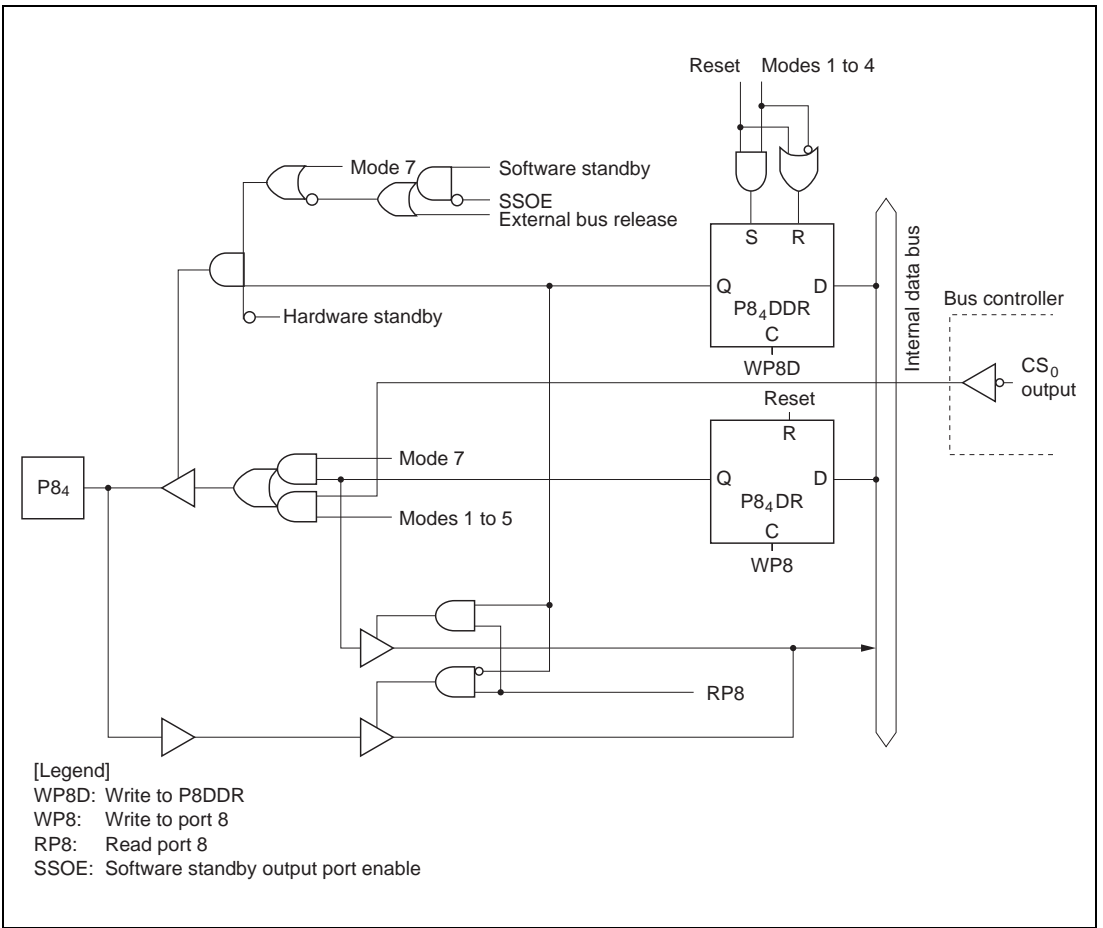 Reset Modes 1 to 4
Mode 7
Software standby
SSOE
External bus release
S R
Q D
P8₄DDR
C
WP8D
Hardware standby
Internal data bus
Bus controller
CS₀
output
Reset
R
Mode 7
Q D
P8₄DR
C
WP8
P8₄
Modes 1 to 5
RP8
[Legend]
WP8D: Write to P8DDR
WP8: Write to port 8
RP8: Read port 8
SSOE: Software standby output port enable